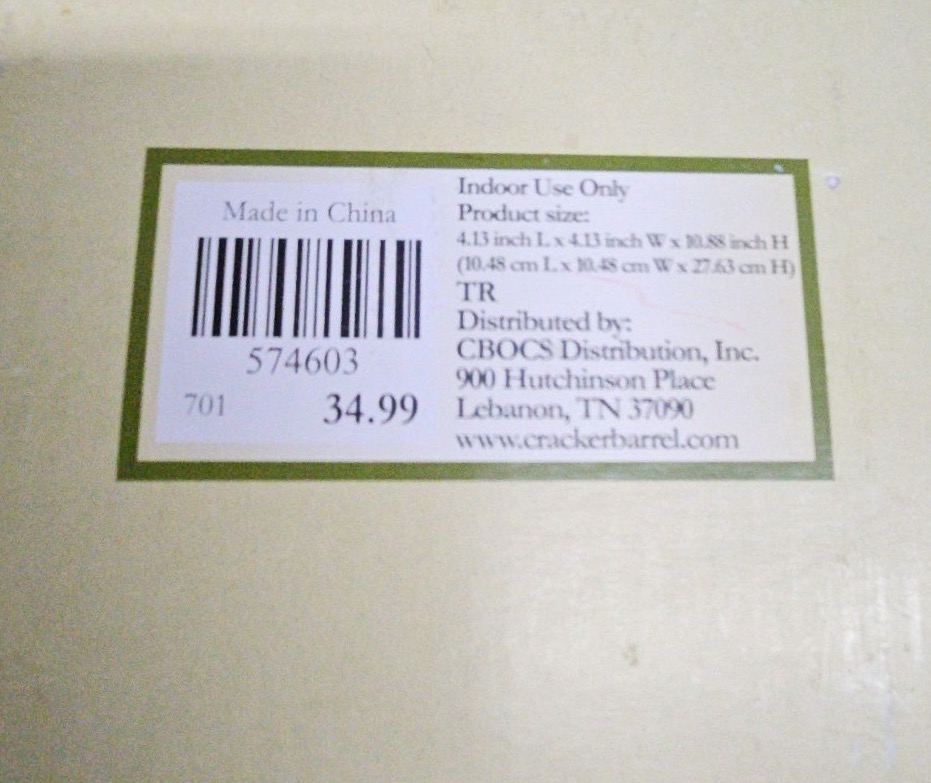 Made in China
574603
701 34.99
Indoor Use Only
Product size:
4.13 inch L x 4.13 inch W x 10.88 inch H
(10.48 cm L x 10.48 cm W x 27.63 cm H)
TR
Distributed by:
CBOCS Distribution, Inc.
900 Hutchinson Place
Lebanon, TN 37090
www.crackerbarrel.com